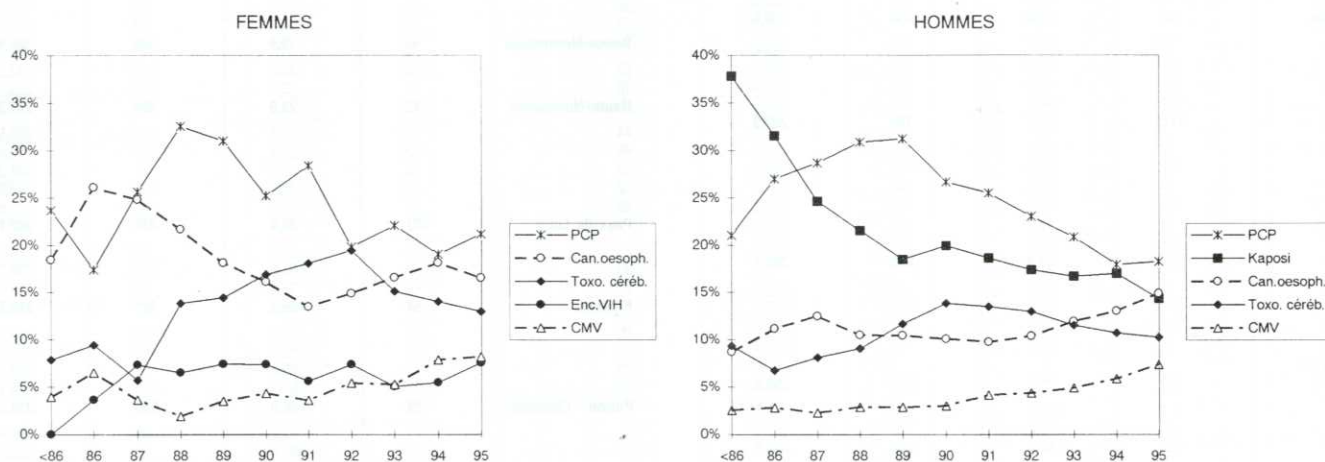 FEMMES
40%
35%
30%
25%
20%
15%
10%
5%
0%
<86 86 87 88 89 90 91 92 93 94 95
PCP
Can.oesoph.
Toxo. céréb.
Enc.VIH
CMV
HOMMES
40%
35%
30%
25%
20%
15%
10%
5%
0%
<86 86 87 88 89 90 91 92 93 94 95
PCP
Kaposi
Can.oesoph.
Toxo. céréb.
CMV